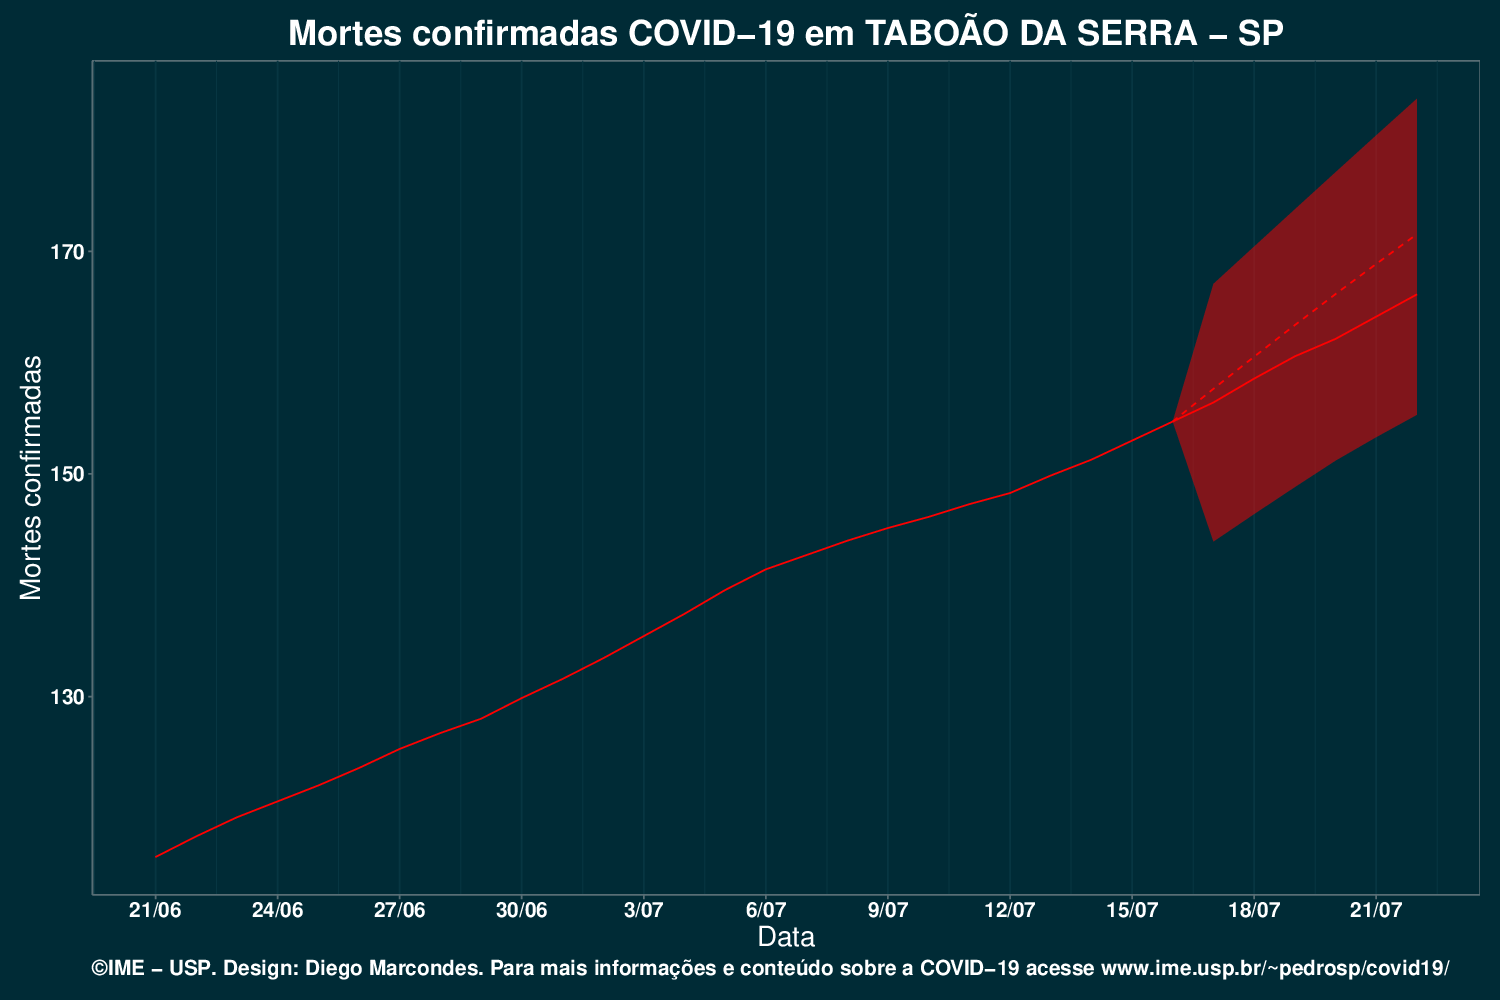 Mortes confirmadas COVID−19 em TABOÃO DA SERRA − SP
Mortes confirmadas
170
150
130
21/06 24/06 27/06 30/06 3/07 6/07 9/07 12/07 15/07 18/07 21/07
Data
©IME − USP. Design: Diego Marcondes. Para mais informações e conteúdo sobre a COVID−19 acesse www.ime.usp.br/~pedrosp/covid19/